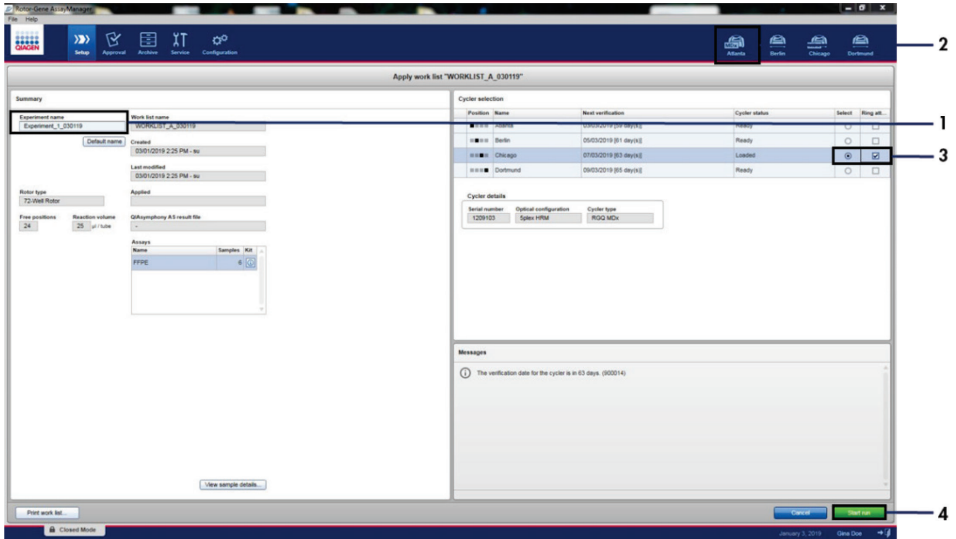 Rotor-Gene AssayManager
File Help
QIAGEN
Setup Approval Archive Service Configuration
Atlanta Berlin Chicago Dortmund
2
Apply work list "WORKLIST_A_030119"
Summary
Experiment name
Experiment_1_030119
Default name
Work list name
WORKLIST_A_030119
Created
03/01/2019 2:25 PM - su
Last modified
03/01/2019 2:25 PM - su
Rotor type
72-Well Rotor
Applied
Free positions Reaction volume QIAsymphony AS result file
24 25 µl / tube -
Assays
Name Samples Kit
FFPE 6
View sample details...
Cycler selection
Position Name Next verification Cycler status Select Ring att...
1
Atlanta 03/03/2019 [59 day(s)] Ready
Berlin 05/03/2019 [61 day(s)] Ready
Chicago 07/03/2019 [63 day(s)] Loaded
3
Dortmund 09/03/2019 [65 day(s)] Ready
Cycler details
Serial number Optical configuration Cycler type
1209103 5plex HRM RGQ MDx
Messages
The verification date for the cycler is in 63 days. (900014)
Print work list... Cancel Start run
4
Closed Mode January 3, 2019 Gina Doe